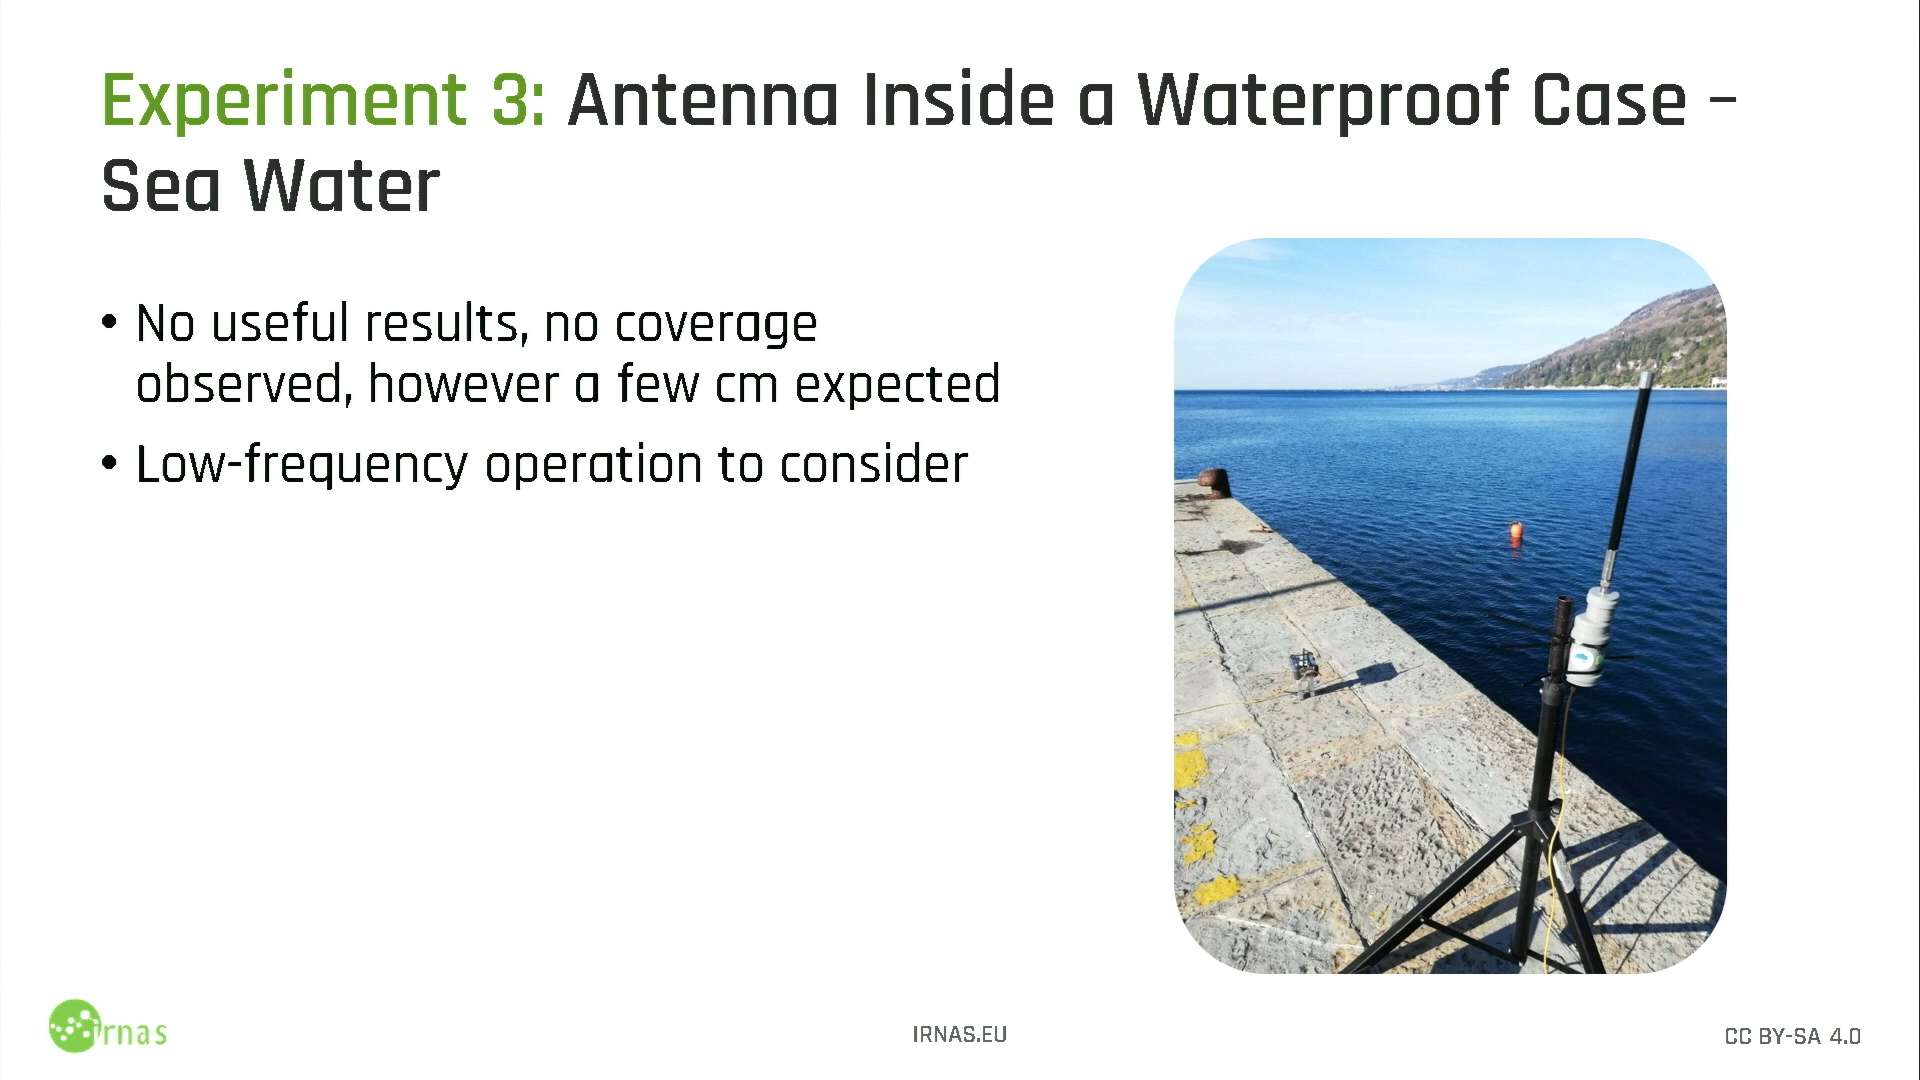 Experiment 3: Antenna Inside a Waterproof Case –
Sea Water
• No useful results, no coverage
observed, however a few cm expected
• Low-frequency operation to consider
irnas
IRNAS.EU
CC BY-SA 4.0